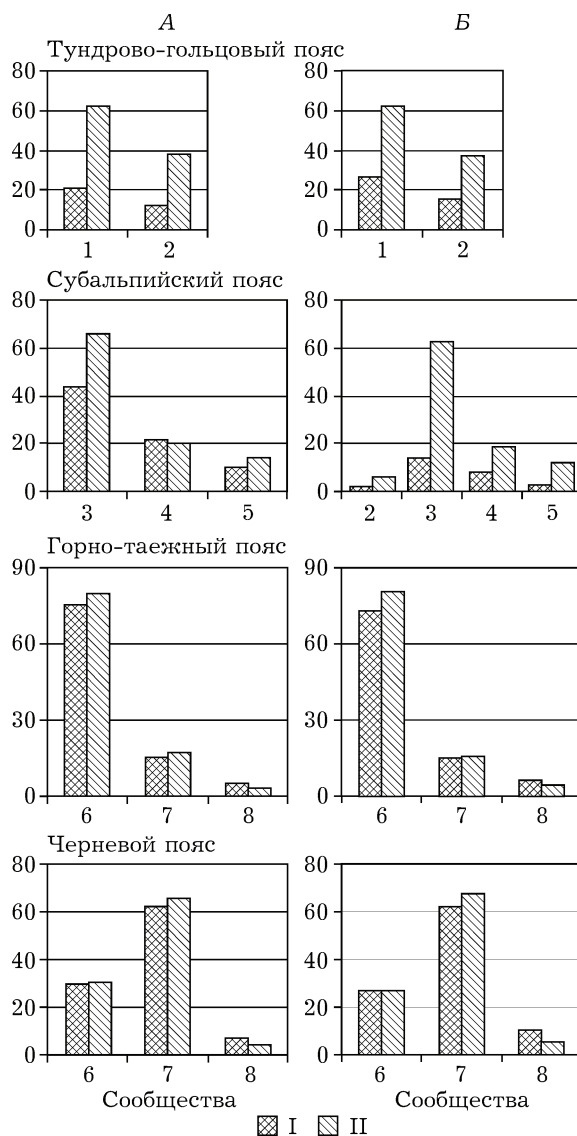 А Б
Тундрово-гольцовый пояс
80 80
60 60
40 40
20 20
0 0
1 2 1 2
Субальпийский пояс
80 80
60 60
40 40
20 20
0 0
3 4 5 2 3 4 5
Горно-таежный пояс
90 90
60 60
30 30
0 0
6 7 8 6 7 8
Черневой пояс
80 80
60 60
40 40
20 20
0 0
6 7 8 6 7 8
Сообщества Сообщества
I II